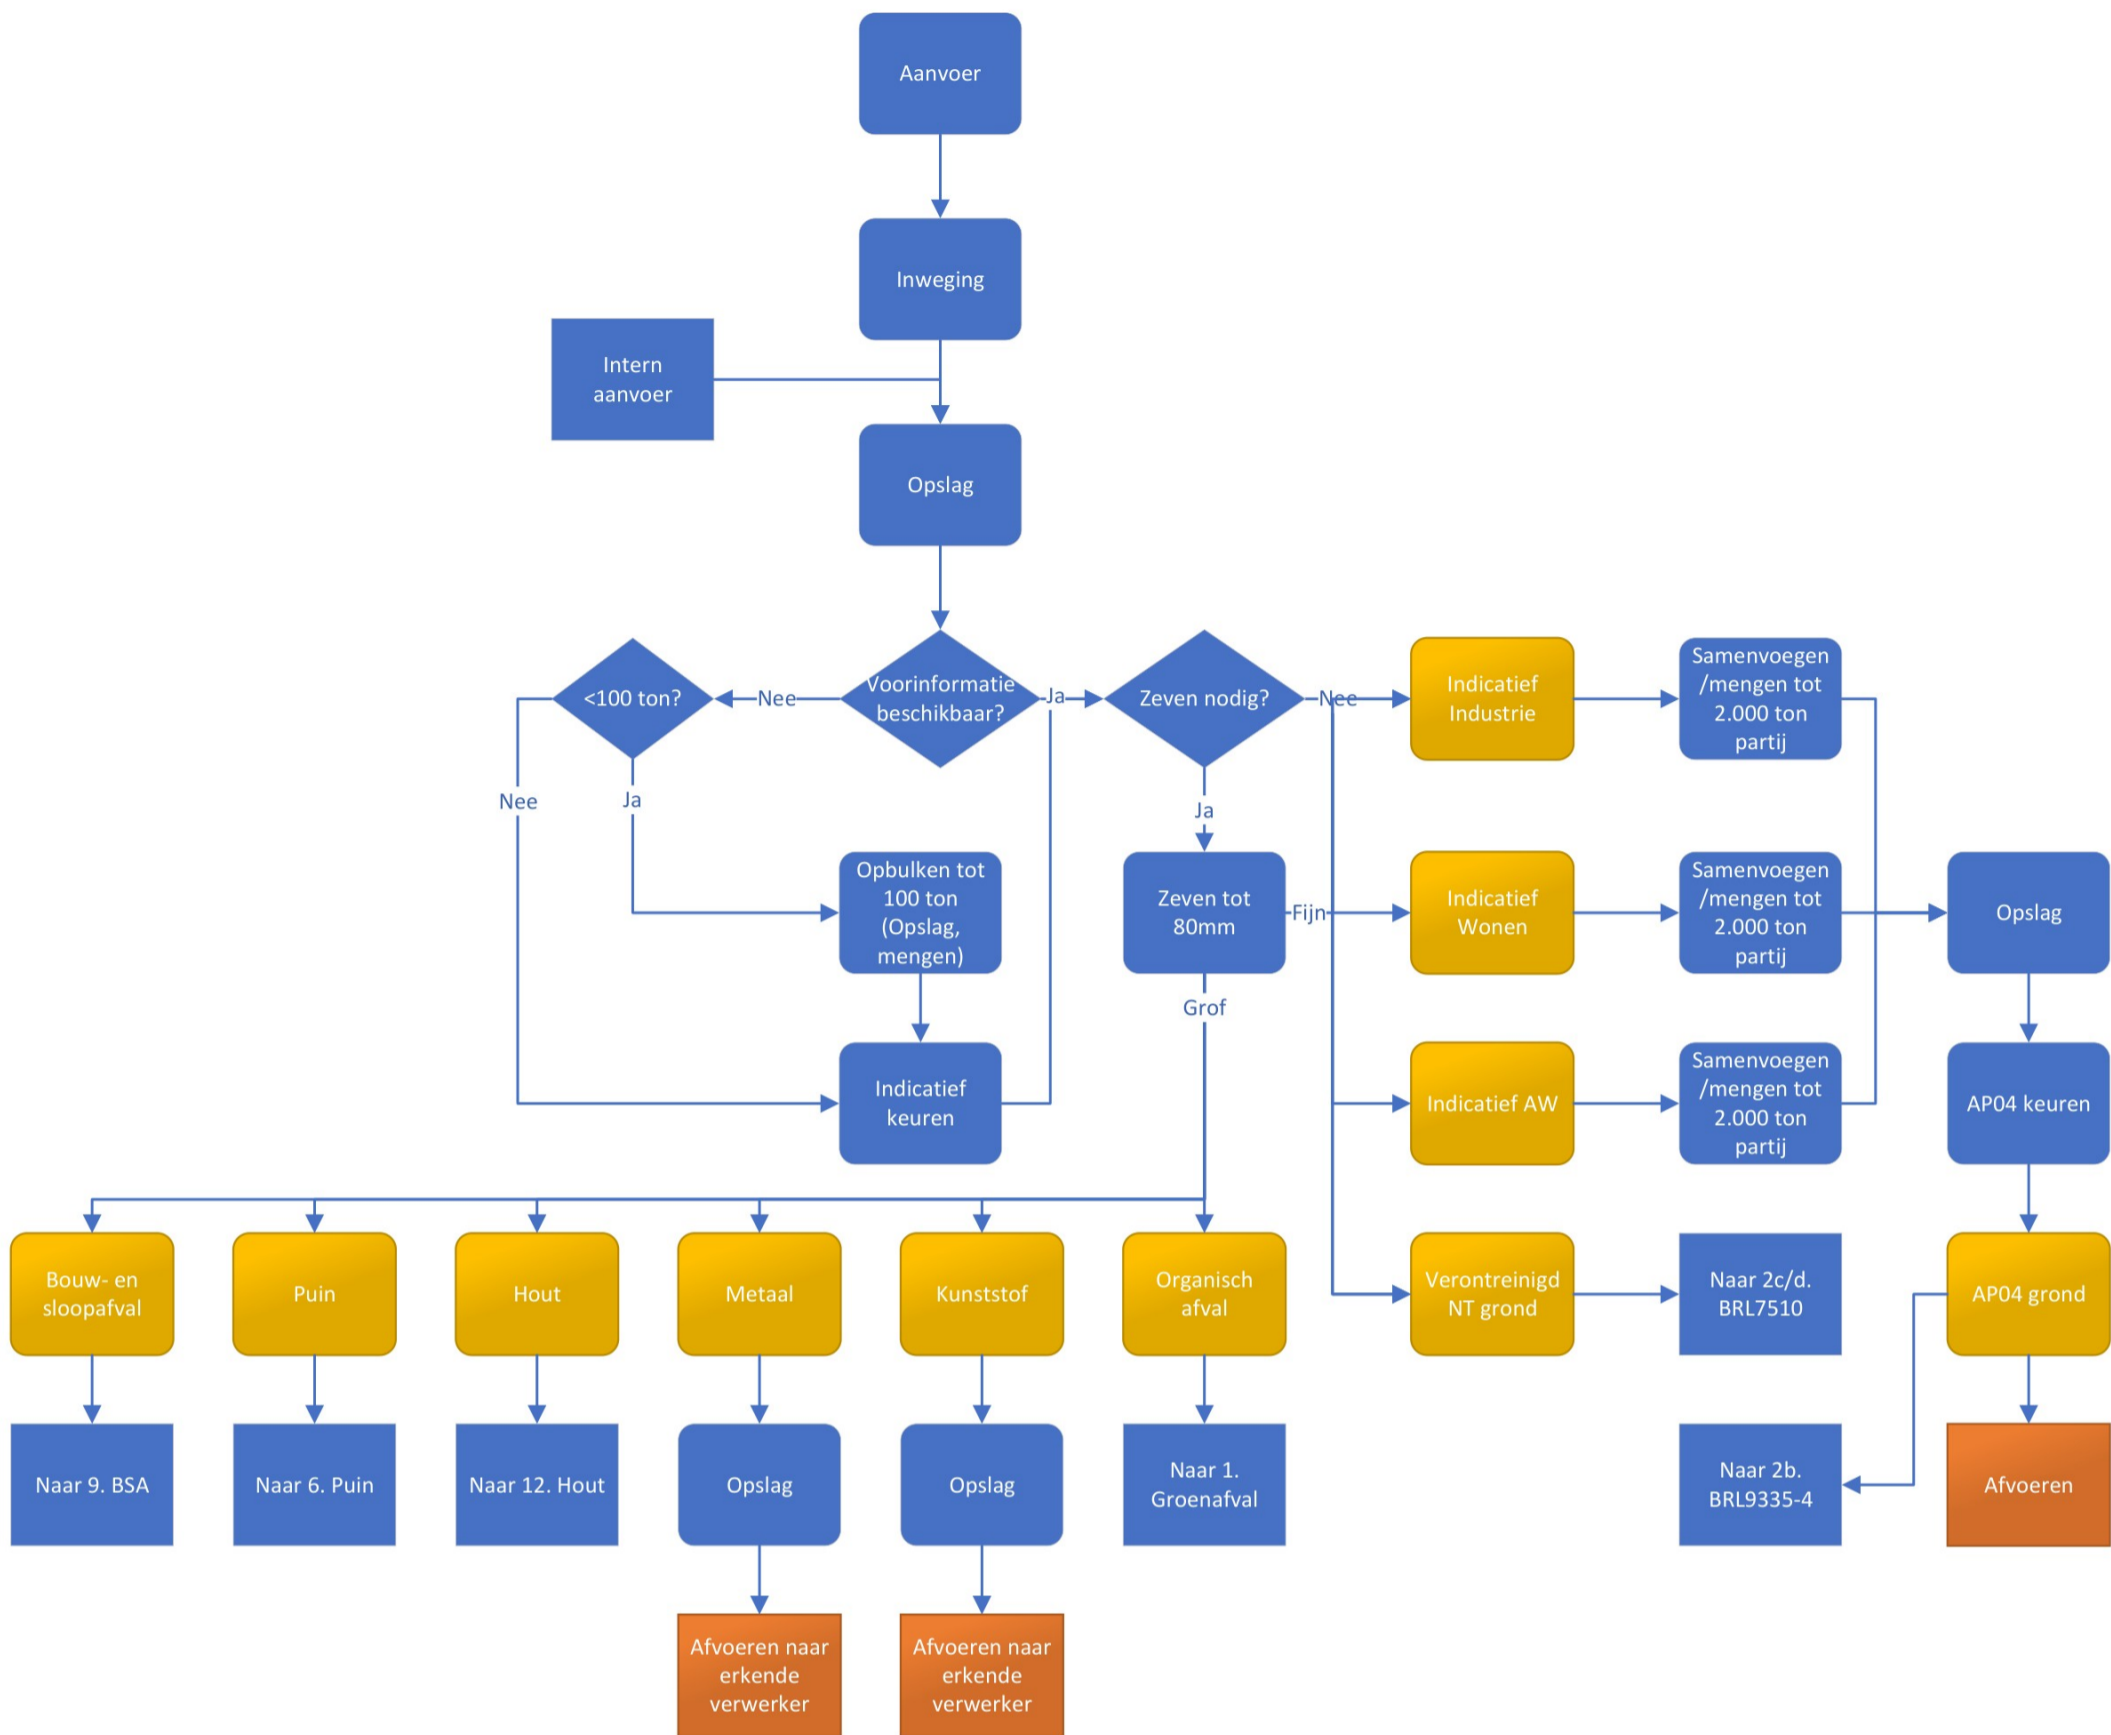 Aanvoer
Inweging
Intern
aanvoer
Opslag
<100 ton?
Nee
Voorinformatie
beschikbaar?
Ja
Zeven nodig?
Nee
Indicatief
Industrie
Samenvoegen
/mengen tot
2.000 ton
partij
Nee
Ja
Ja
Opbulken tot
100 ton
(Opslag,
mengen)
Zeven tot
80mm
Fijn
Indicatief
Wonen
Samenvoegen
/mengen tot
2.000 ton
partij
Opslag
Grof
Indicatief
keuren
Indicatief AW
Samenvoegen
/mengen tot
2.000 ton
partij
AP04 keuren
Bouw- en
sloopafval
Puin
Hout
Metaal
Kunststof
Organisch
afval
Verontreinigd
NT grond
Naar 2c/d.
BRL7510
AP04 grond
Naar 9. BSA
Naar 6. Puin
Naar 12. Hout
Opslag
Opslag
Naar 1.
Groenafval
Naar 2b.
BRL9335-4
Afvoeren
Afvoeren naar
erkende
verwerker
Afvoeren naar
erkende
verwerker